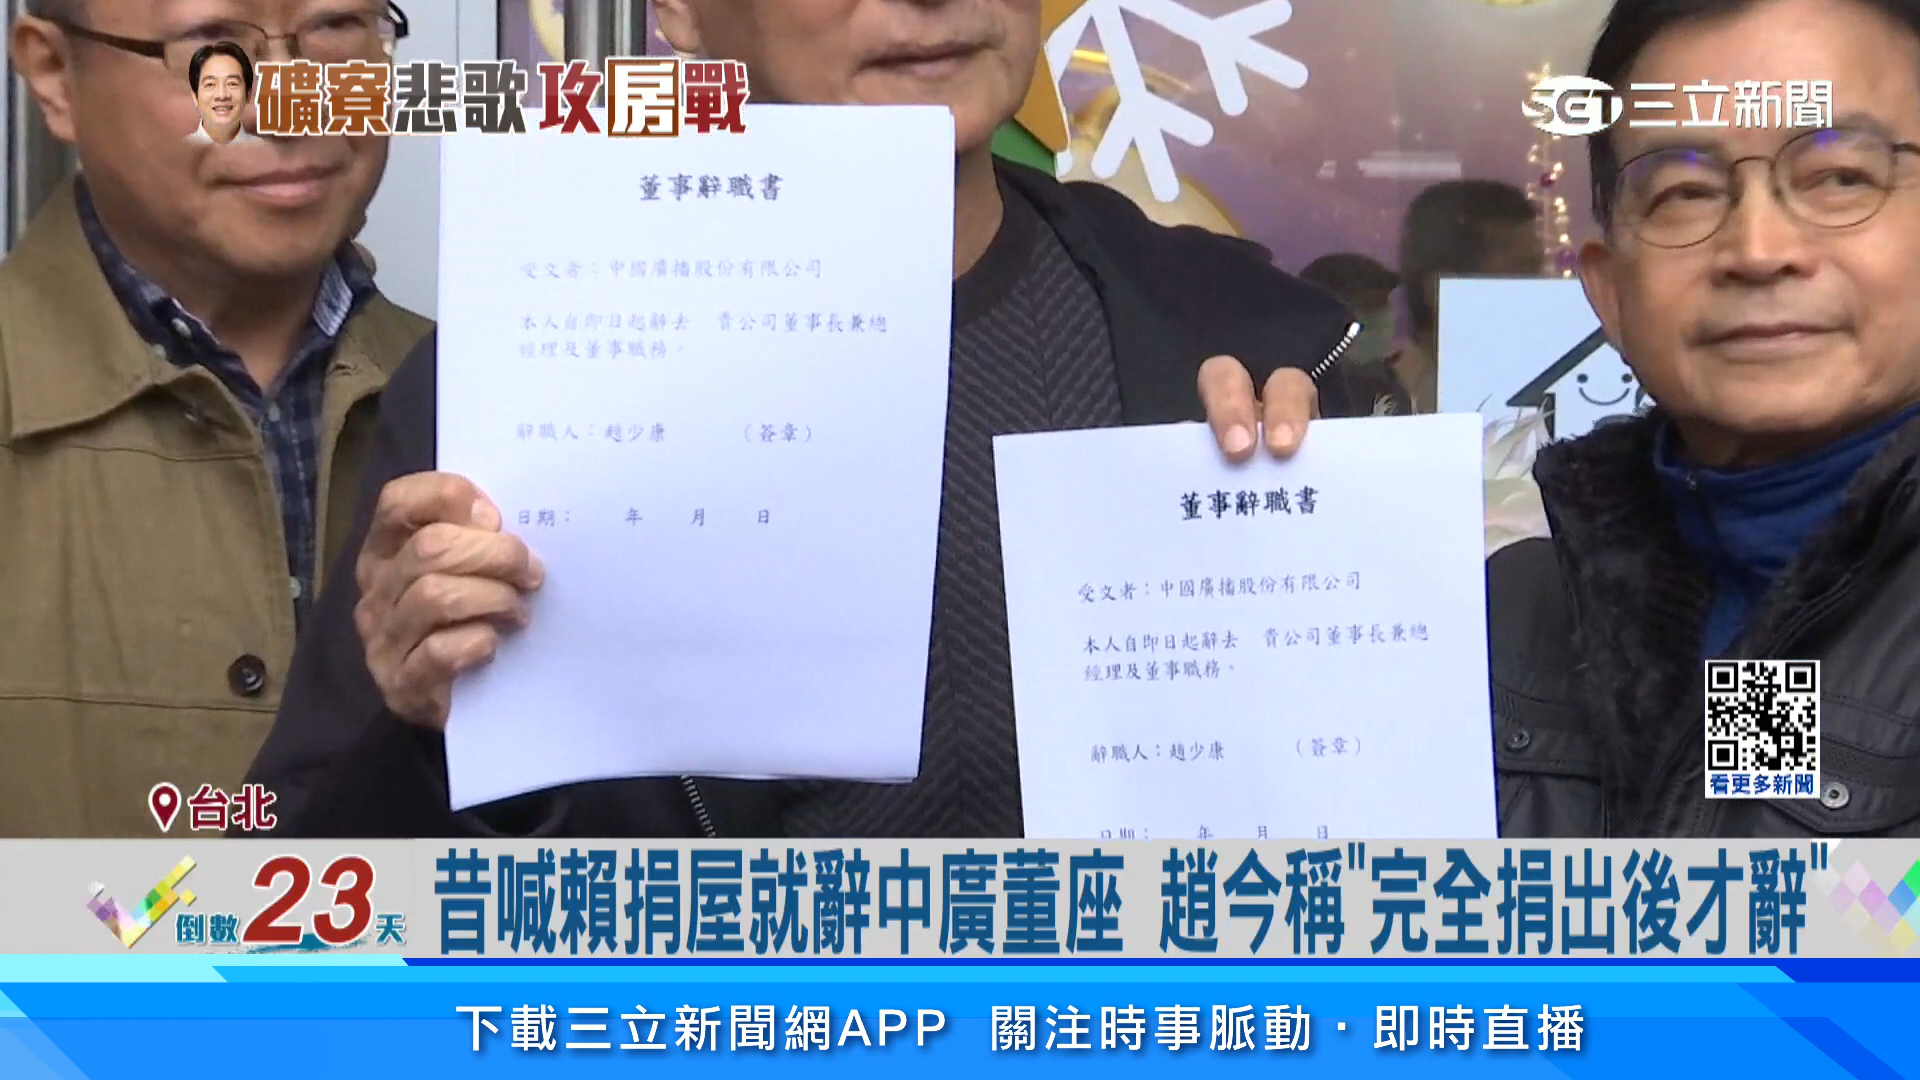 礦寮悲歌攻房戰
SET三立新聞
董事辭職書
受文者：中國廣播股份有限公司
本人自即日起辭去　貴公司董事長兼總
經理及董事職務。
辭職人：趙少康　　　（簽章）
日期：　　年　　月　　日
董事辭職書
受文者：中國廣播股份有限公司
本人自即日起辭去　貴公司董事長兼總
經理及董事職務。
辭職人：趙少康　　　（簽章）
日期：　　年　　月　　日
看更多新聞
台北
倒數23天
昔喊賴捐屋就辭中廣董座 趙今稱"完全捐出後才辭"
下載三立新聞網APP 關注時事脈動・即時直播